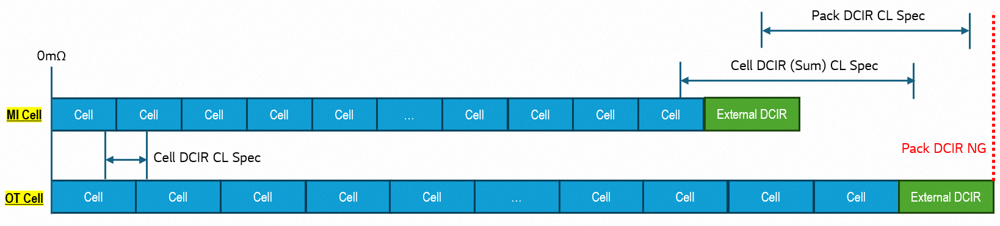 Pack DCIR CL Spec
0mΩ
Cell DCIR (Sum) CL Spec
MI Cell
Cell Cell Cell Cell Cell ... Cell Cell Cell Cell External DCIR
Cell DCIR CL Spec
Pack DCIR NG
OT Cell
Cell Cell Cell Cell Cell ... Cell Cell Cell Cell External DCIR